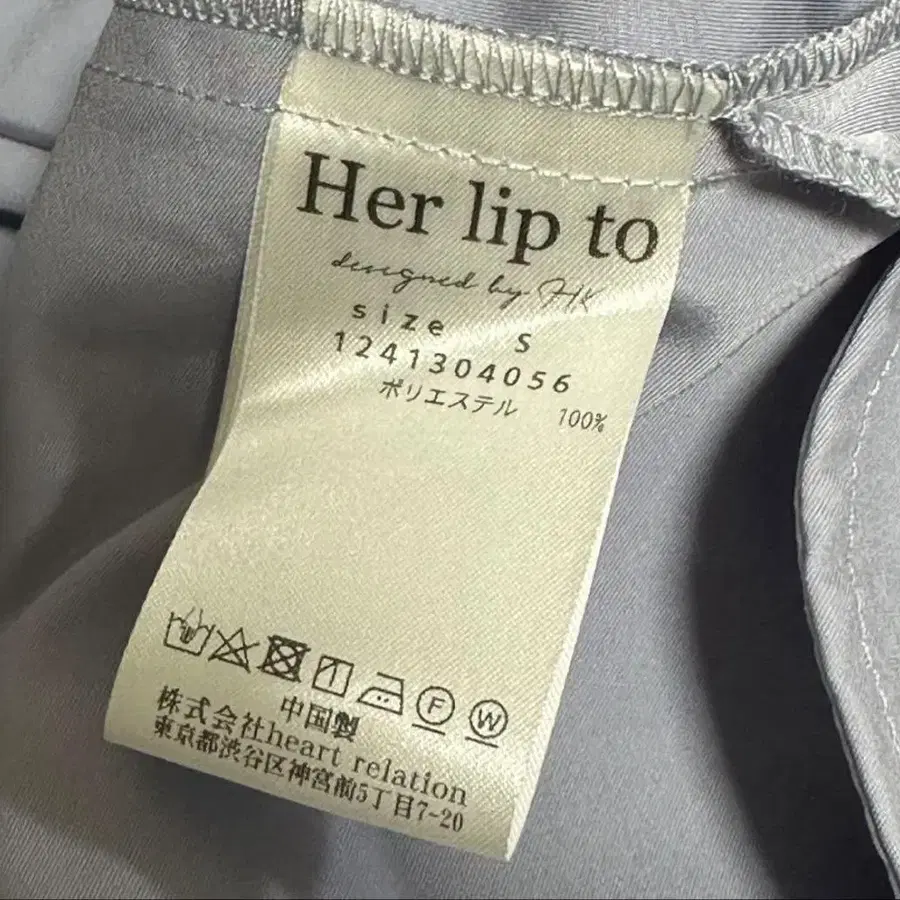 Her lip to
designed by HK
size S
1241304056
ポリエステル 100%
F W
中国製
株式会社heart relation
東京都渋谷区神宮前5丁目7-20